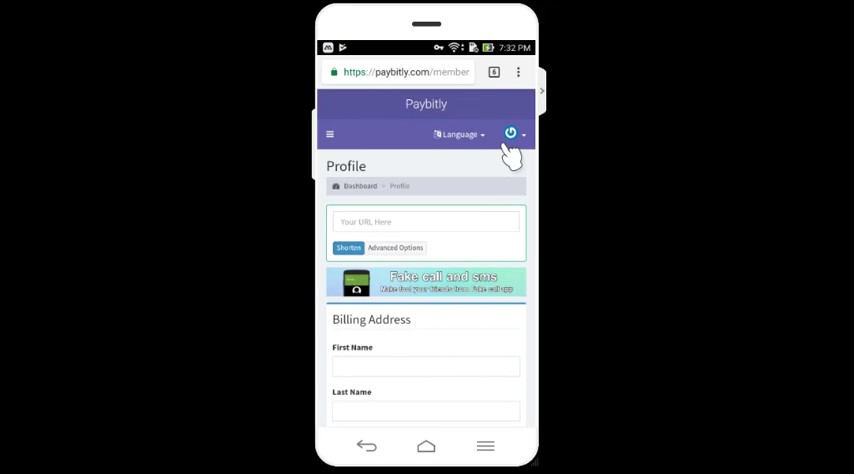 7:32 PM
https://paybitly.com/member
6
Paybitly
Language
Profile
Dashboard
Profile
Your URL Here
Shorten
Advanced Options
Fake call and sms
Make fool your friends from Fake call app
Billing Address
First Name
Last Name